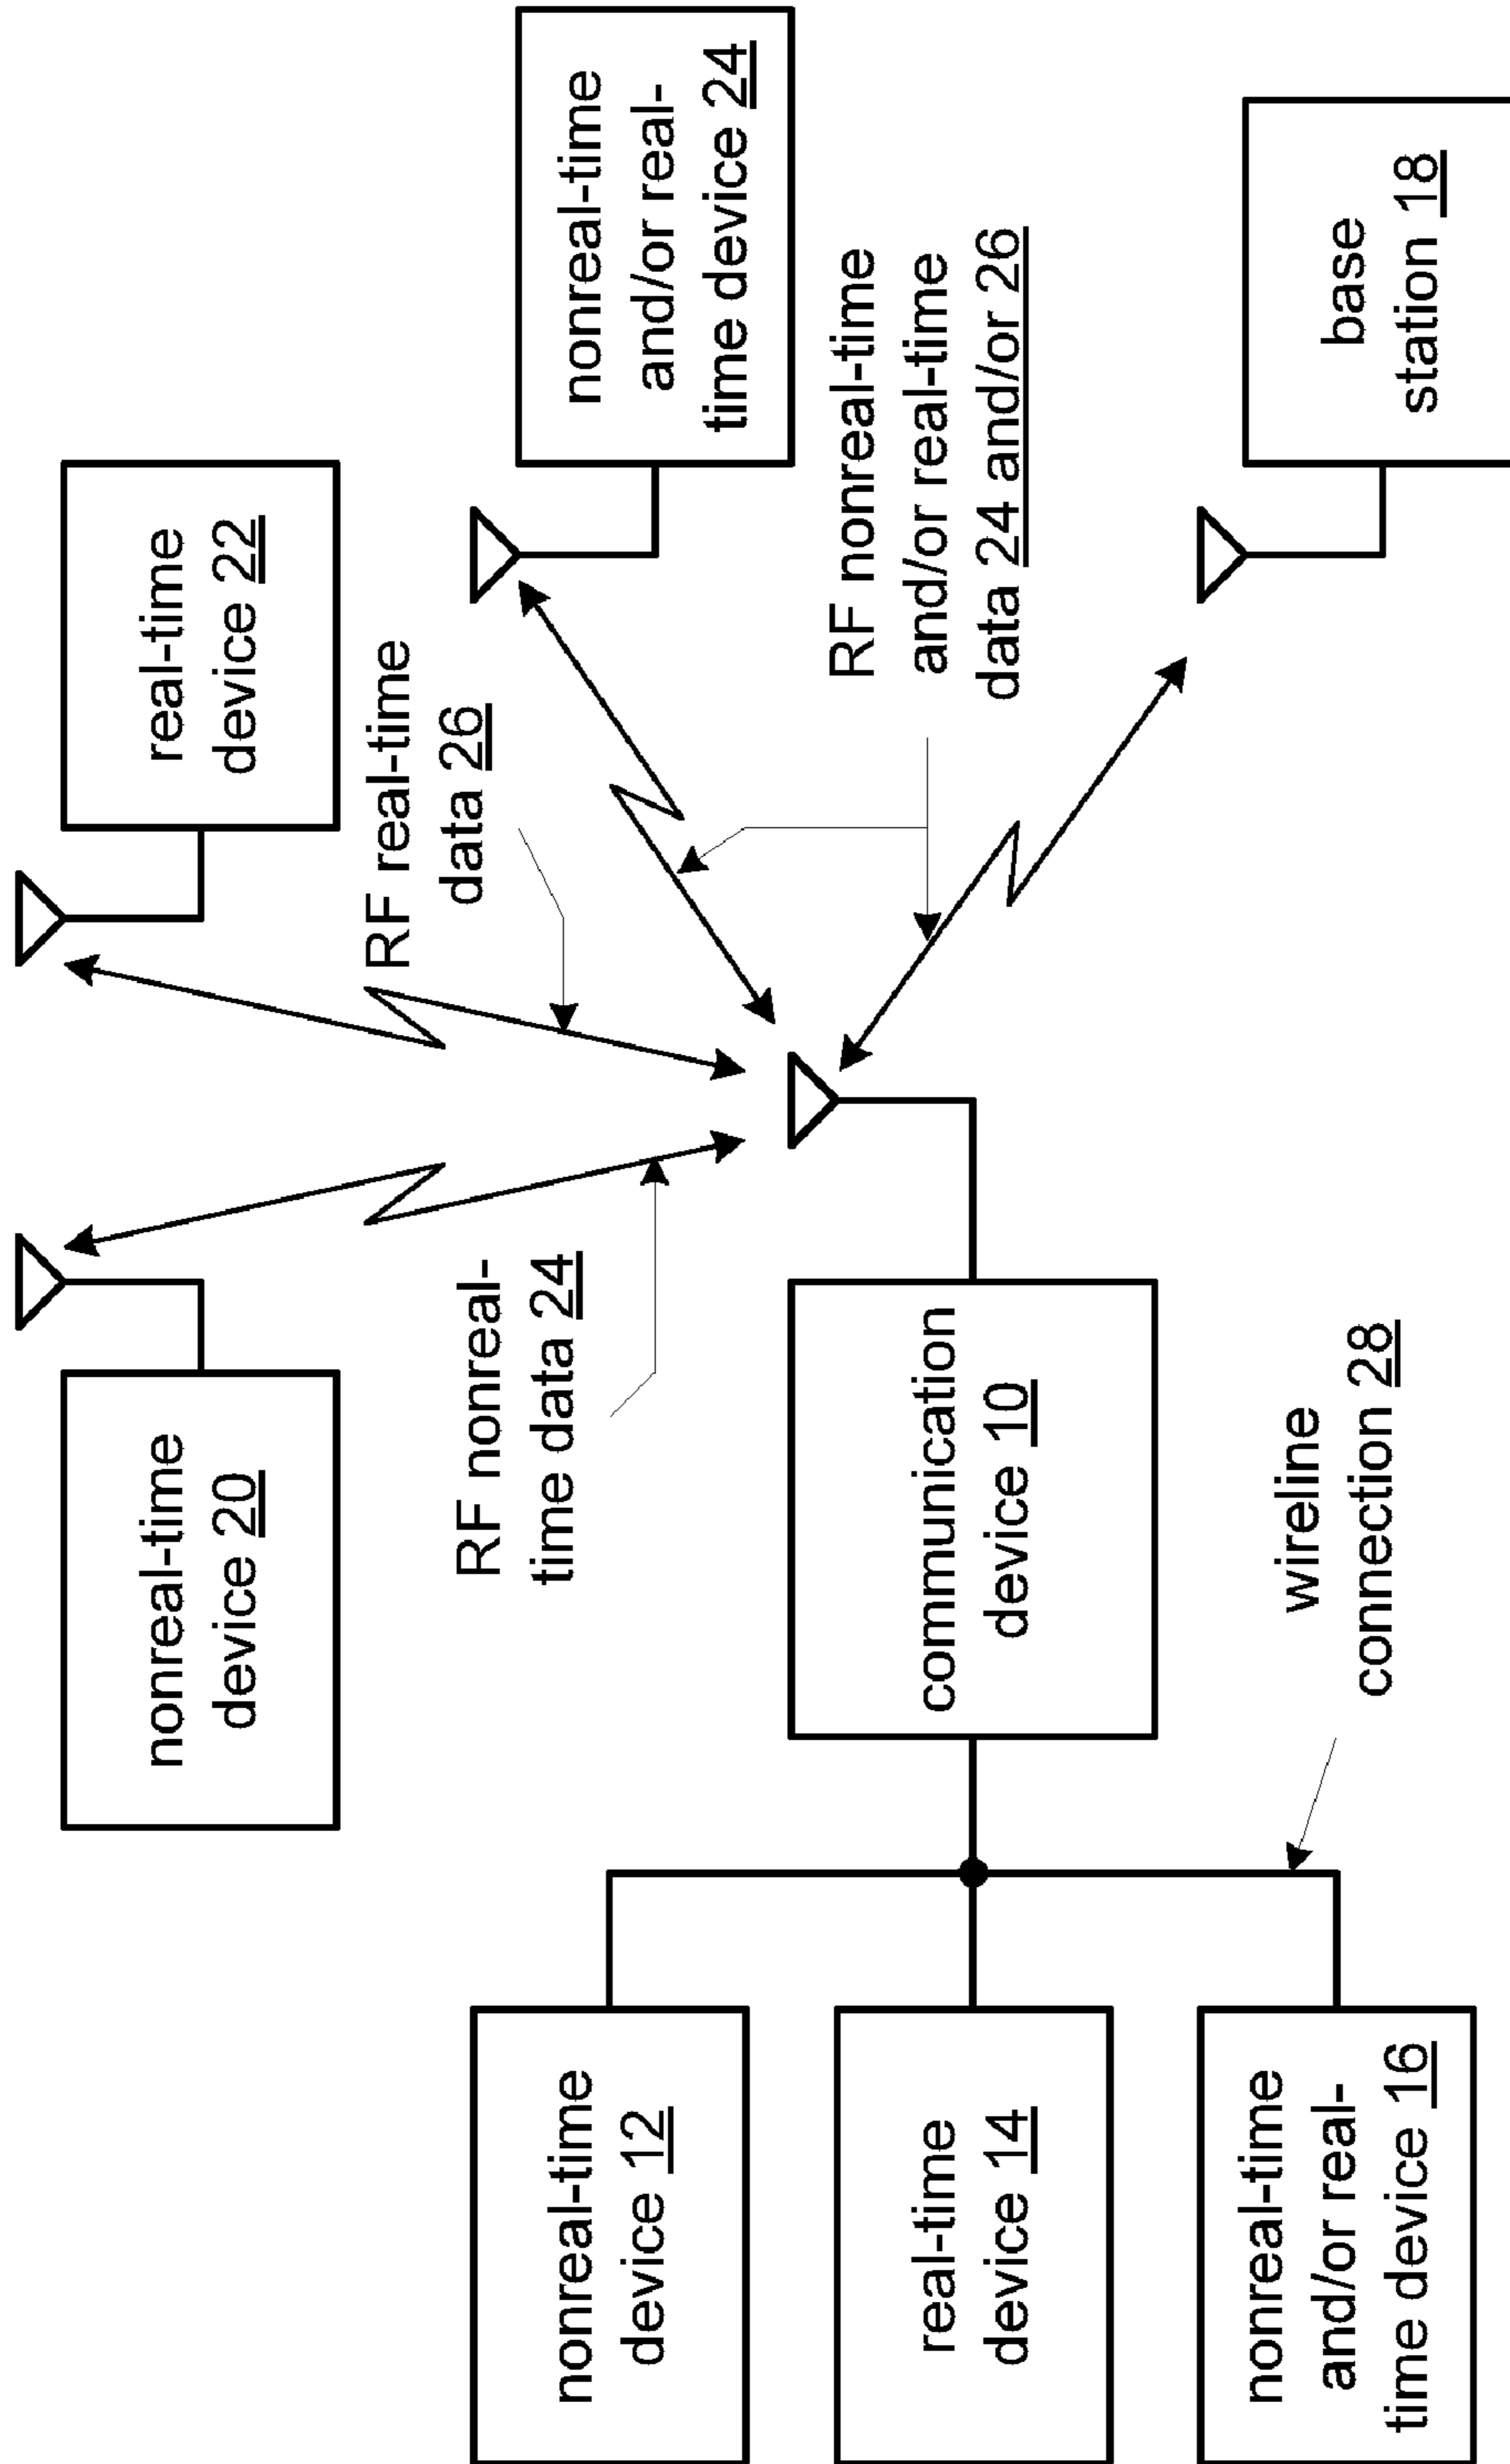 nonreal-time
device 20
real-time
device 22
RF real-time
data 26
RF nonreal-
time data 24
nonreal-time
and/or real-
time device 24
nonreal-time
device 12
real-time
device 14
nonreal-time
and/or real-
time device 16
communication
device 10
wireline
connection 28
RF nonreal-time
and/or real-time
data 24 and/or 26
base
station 18